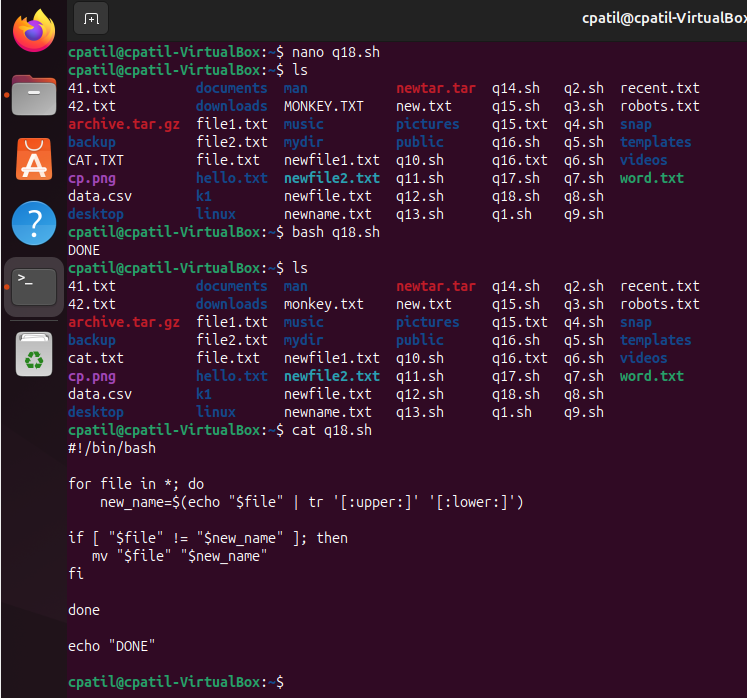 cpatil@cpatil-VirtualBox
cpatil@cpatil-VirtualBox:~$ nano q18.sh
cpatil@cpatil-VirtualBox:~$ ls
41.txt documents man newtar.tar q14.sh q2.sh recent.txt
42.txt downloads MONKEY.TXT new.txt q15.sh q3.sh robots.txt
archive.tar.gz file1.txt music pictures q15.txt q4.sh snap
backup file2.txt mydir public q16.sh q5.sh templates
CAT.TXT file.txt newfile1.txt q10.sh q16.txt q6.sh videos
cp.png hello.txt newfile2.txt q11.sh q17.sh q7.sh word.txt
data.csv k1 newfile.txt q12.sh q18.sh q8.sh
desktop linux newname.txt q13.sh q1.sh q9.sh
cpatil@cpatil-VirtualBox:~$ bash q18.sh
DONE
cpatil@cpatil-VirtualBox:~$ ls
41.txt documents man newtar.tar q14.sh q2.sh recent.txt
42.txt downloads monkey.txt new.txt q15.sh q3.sh robots.txt
archive.tar.gz file1.txt music pictures q15.txt q4.sh snap
backup file2.txt mydir public q16.sh q5.sh templates
cat.txt file.txt newfile1.txt q10.sh q16.txt q6.sh videos
cp.png hello.txt newfile2.txt q11.sh q17.sh q7.sh word.txt
data.csv k1 newfile.txt q12.sh q18.sh q8.sh
desktop linux newname.txt q13.sh q1.sh q9.sh
cpatil@cpatil-VirtualBox:~$ cat q18.sh
#!/bin/bash
for file in *; do
new_name=$(echo "$file" | tr '[:upper:]' '[:lower:]')
if [ "$file" != "$new_name" ]; then
mv "$file" "$new_name"
fi
done
echo "DONE"
cpatil@cpatil-VirtualBox:~$